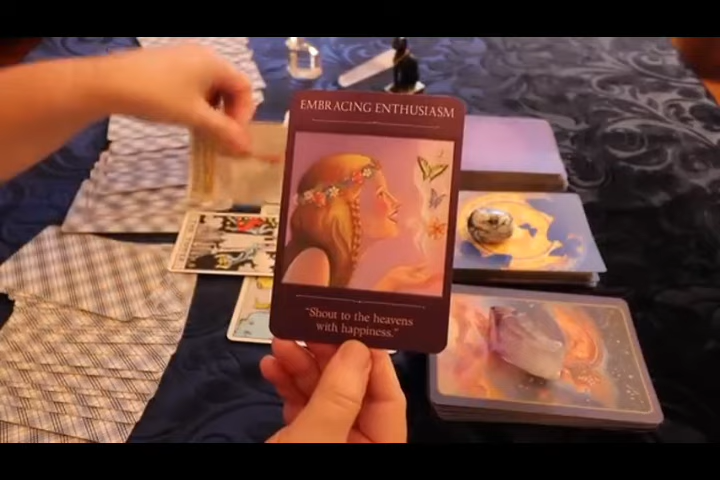 EMBRACING ENTHUSIASM
"Shout to the heavens
with happiness."